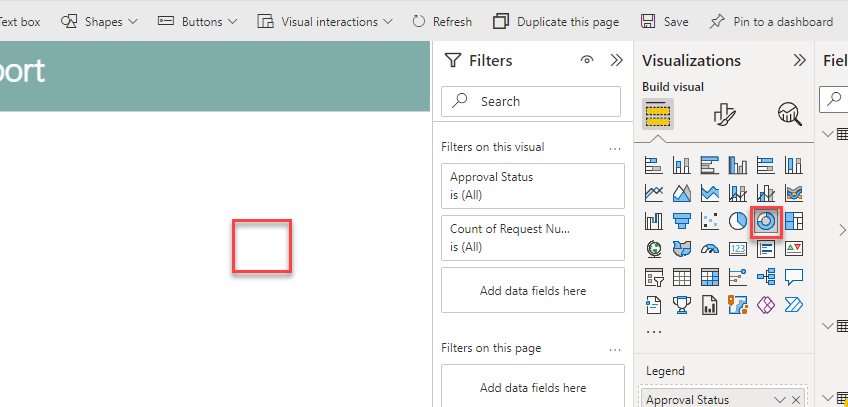 Text box Shapes Buttons Visual interactions Refresh Duplicate this page Save Pin to a dashboard
port
Filters
Search
Filters on this visual ...
Approval Status
is (All)
Count of Request Nu...
is (All)
Add data fields here
Filters on this page ...
Add data fields here
Visualizations
Build visual
123
...
Legend
Approval Status
Fiel